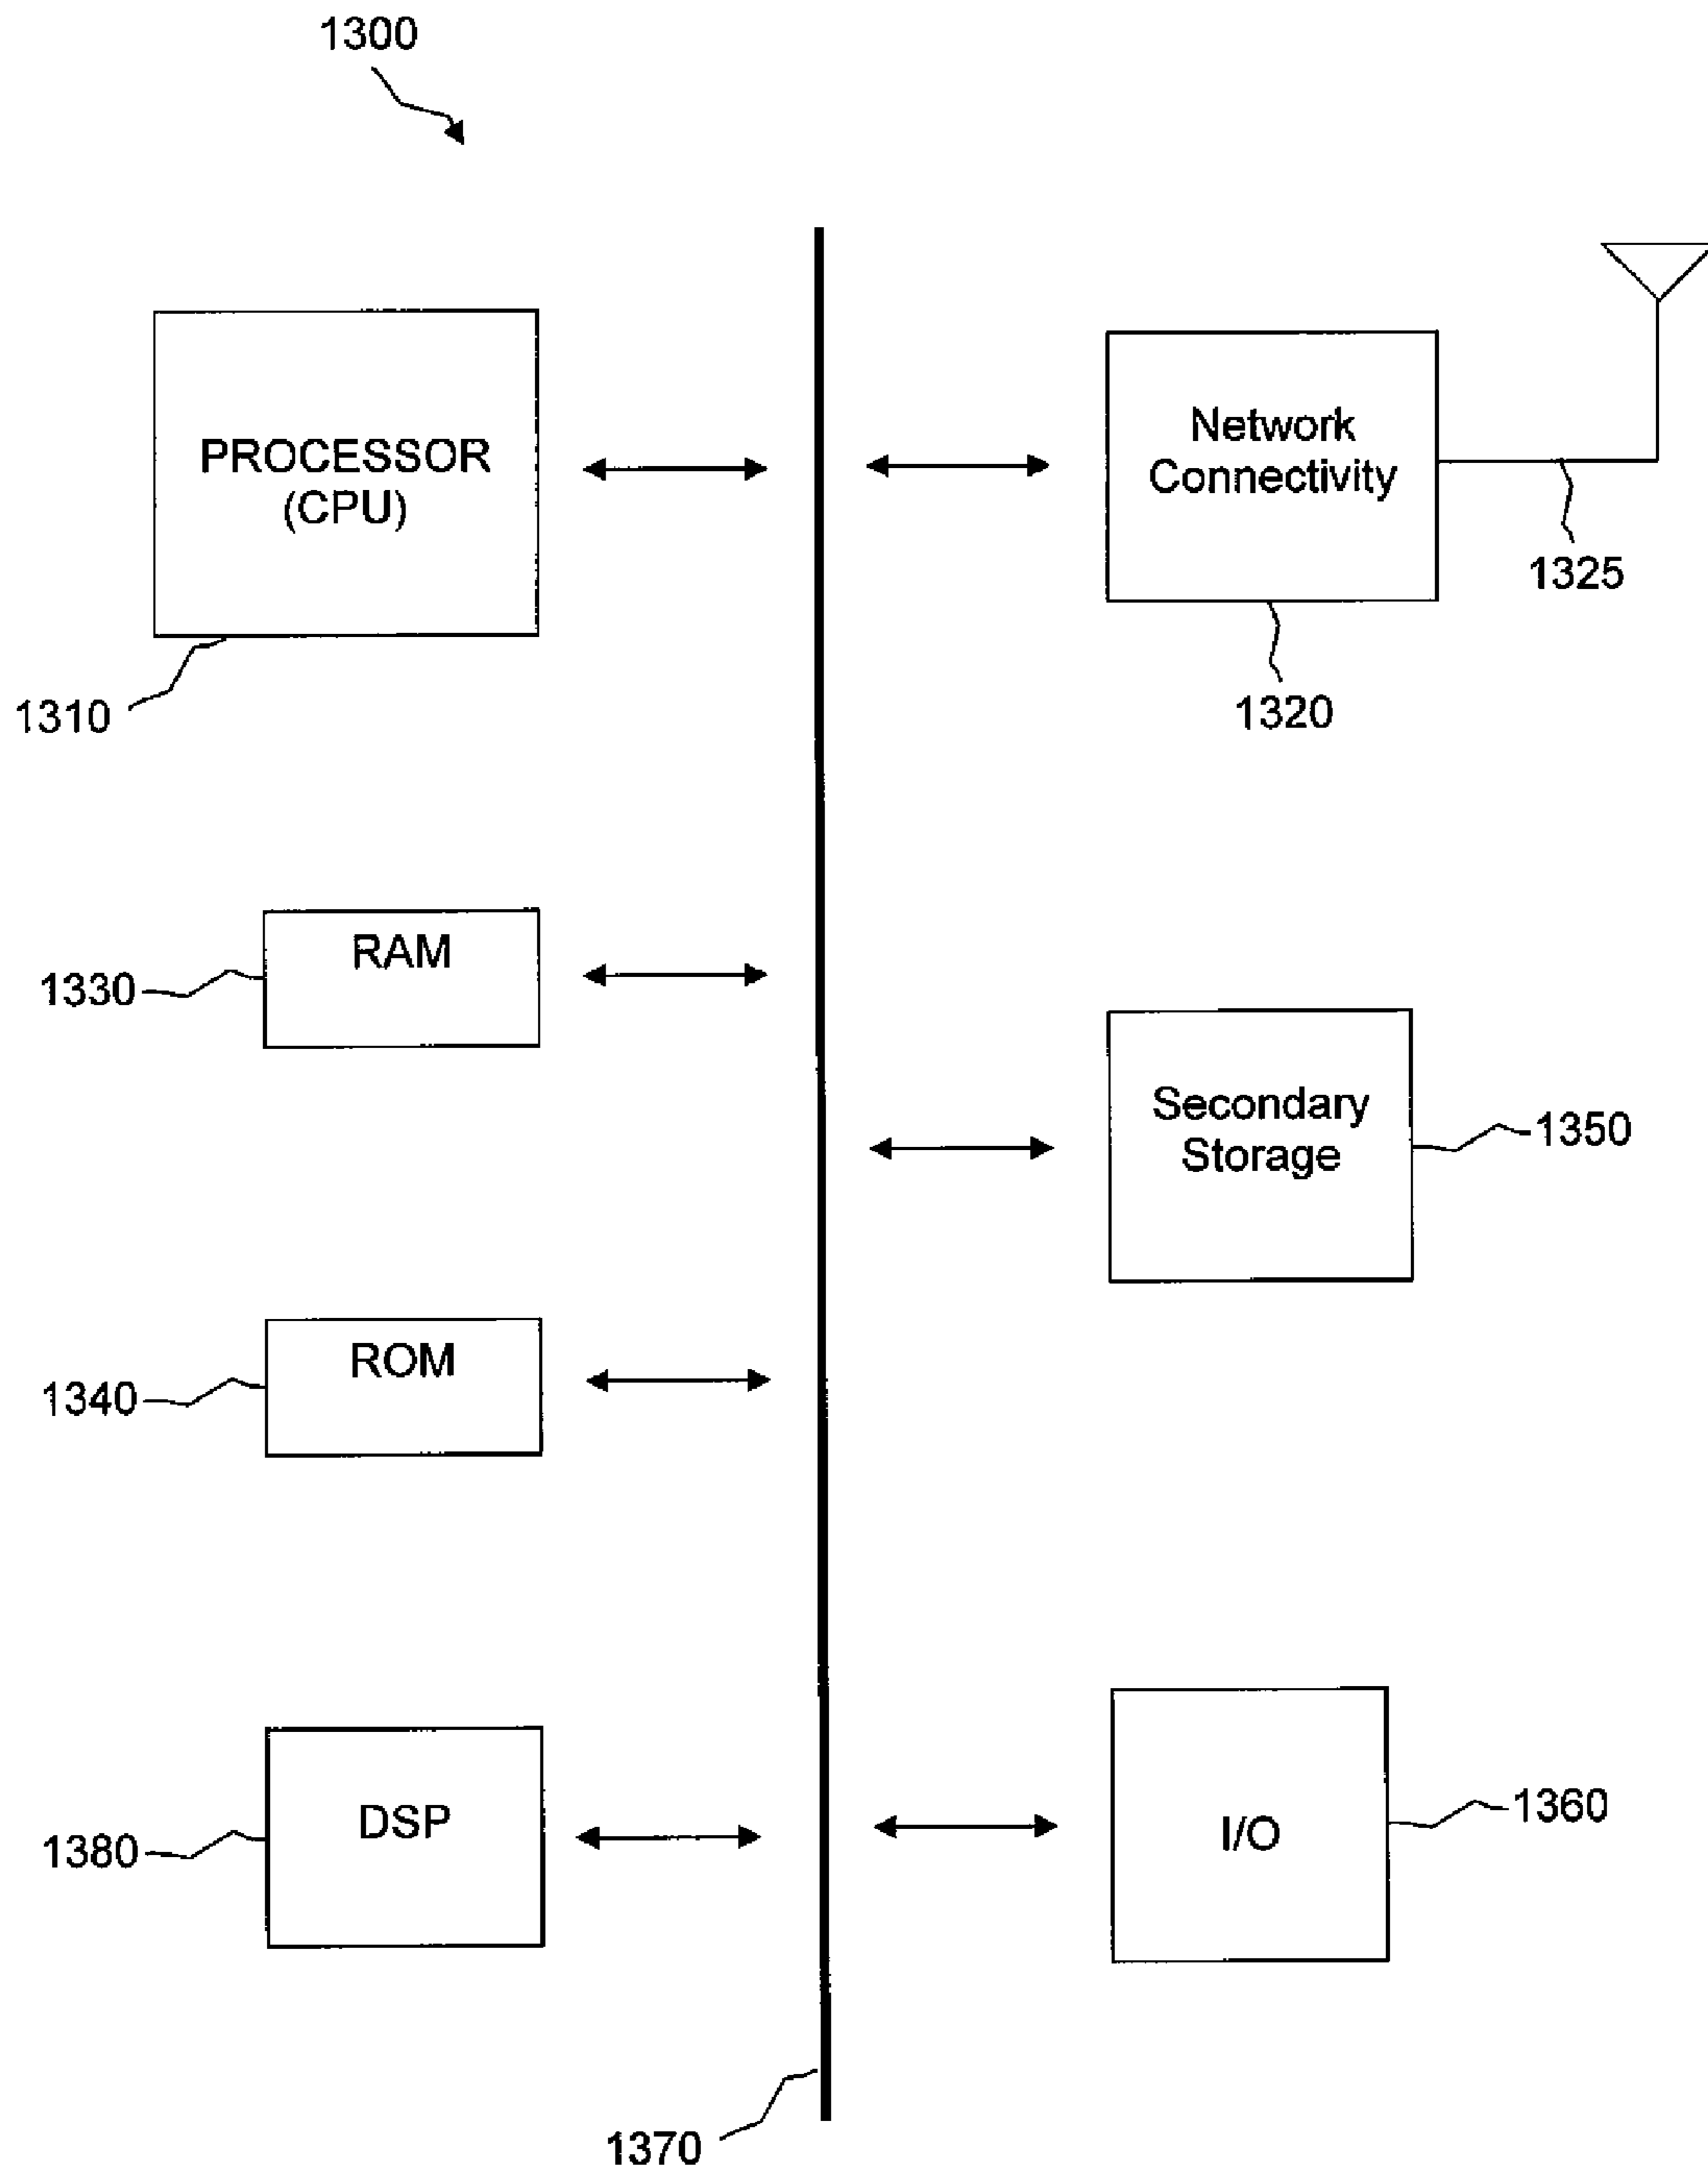 1300
PROCESSOR
(CPU)
1310
Network
Connectivity
1325
1320
RAM
1330
Secondary
Storage
1350
ROM
1340
DSP
1380
I/O
1360
1370